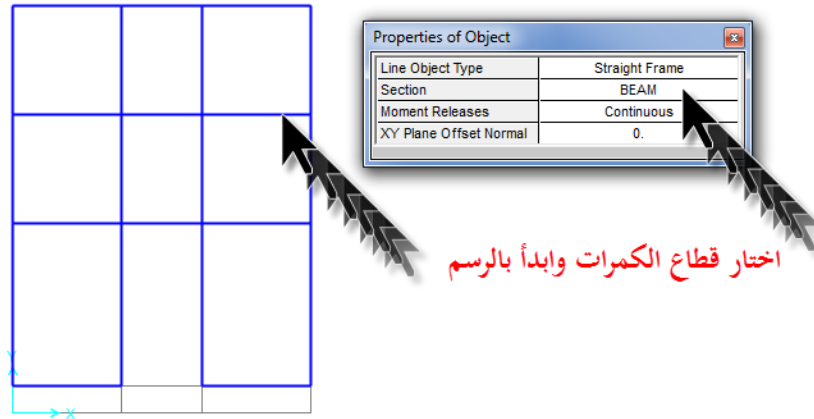 Properties of Object
Line Object Type Straight Frame
Section BEAM
Moment Releases Continuous
XY Plane Offset Normal 0.
اختار قطاع الكمرات وابدأ بالرسم
Y
X